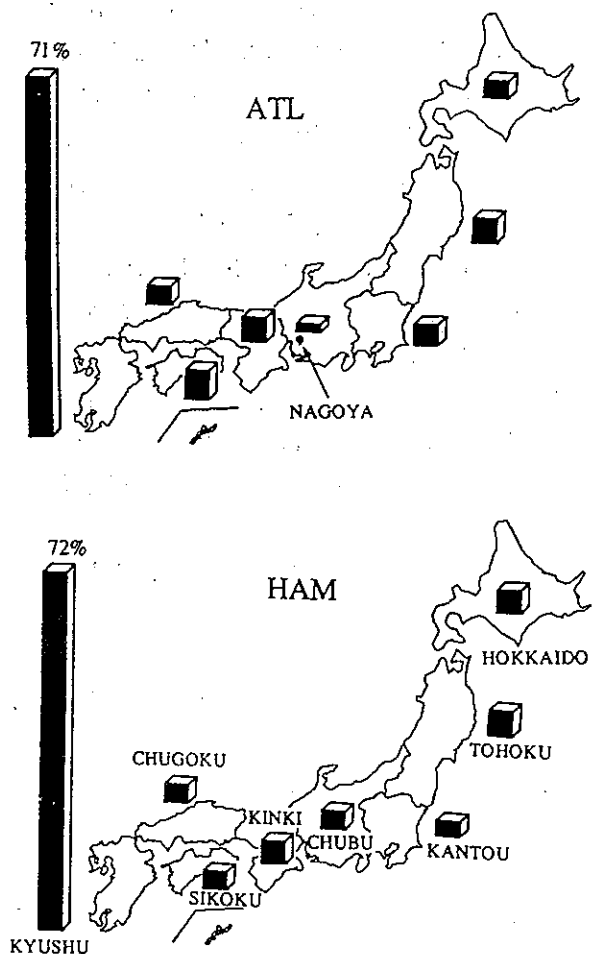 71%
ATL
NAGOYA
72%
HAM
HOKKAIDO
TOHOKU
CHUGOKU
KINKI
CHUBU
KANTOU
SIKOKU
KYUSHU